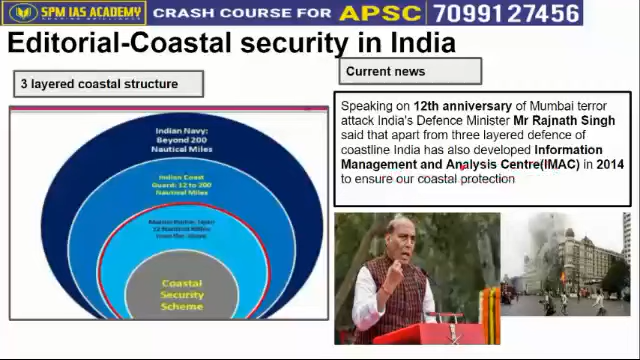 SPM IAS ACADEMY
CRASH COURSE FOR APSC 7099127456
Editorial-Coastal security in India
3 layered coastal structure
Indian Navy:
Beyond 200
Nautical Miles
Indian Coast
Guard: 12 to 200
Nautical Miles
Coastal
Security
Scheme
Current news
Speaking on 12th anniversary of Mumbai terror
attack India's Defence Minister Mr Rajnath Singh
said that apart from three layered defence of
coastline India has also developed Information
Management and Analysis Centre(IMAC) in 2014
to ensure our coastal protection